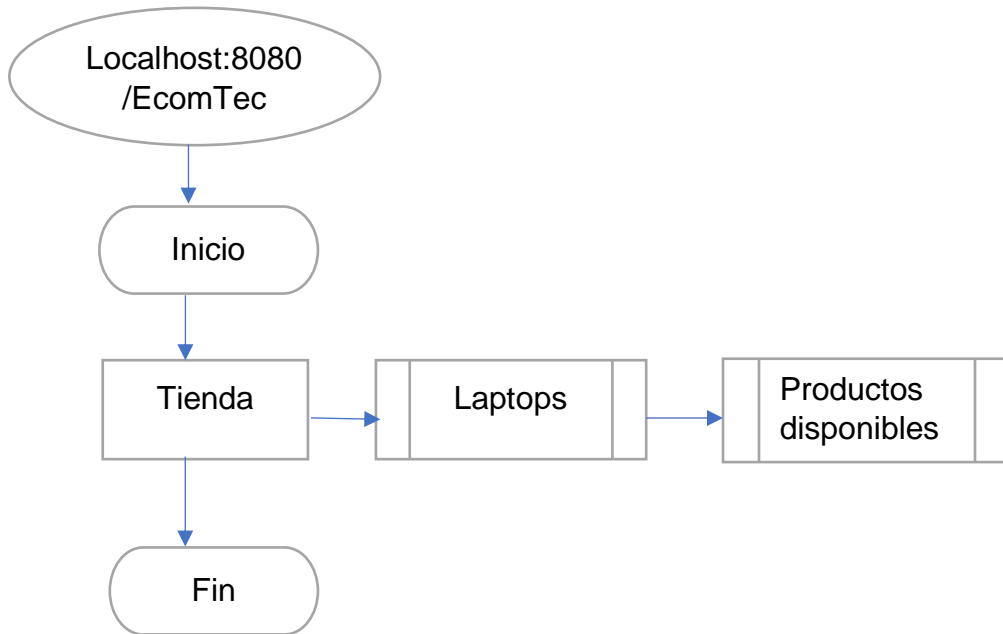 Localhost:8080
/EcomTec
Inicio
Tienda
Laptops
Productos
disponibles
Fin